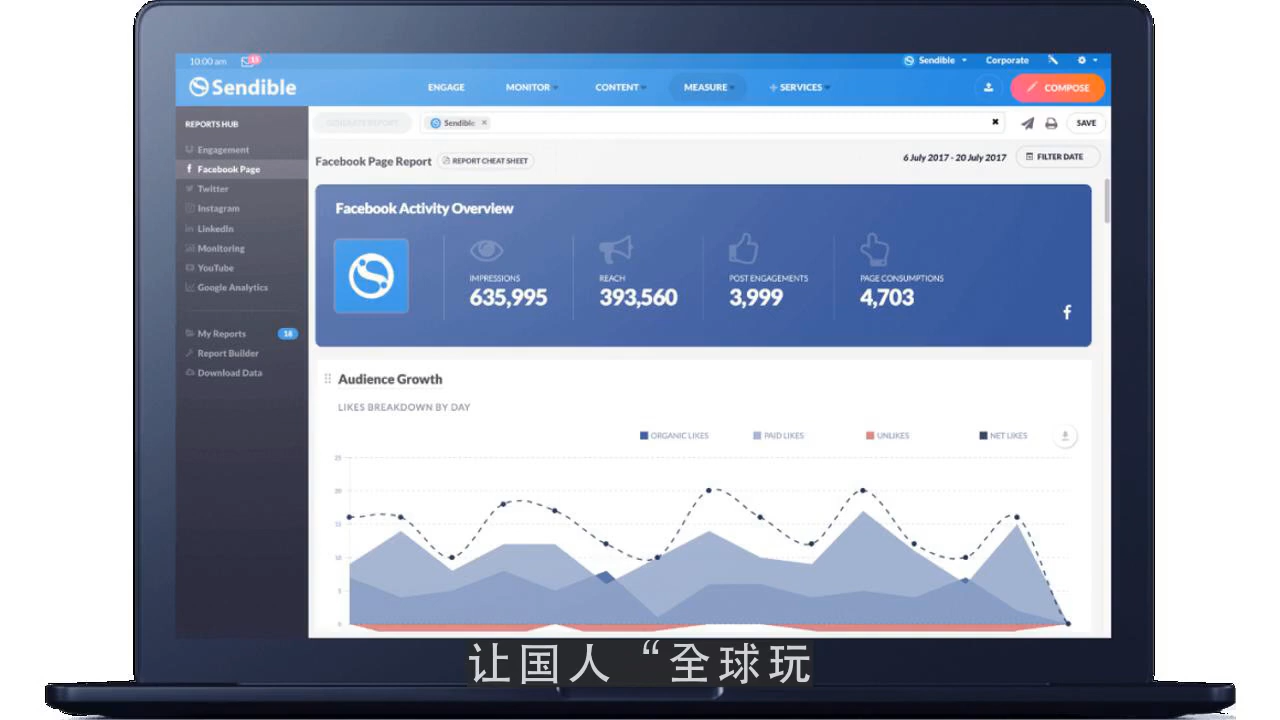 10:00 am 15 Sendible Corporate
Sendible ENGAGE MONITOR CONTENT MEASURE + SERVICES COMPOSE
REPORTS HUB
GENERATE REPORT Sendible × SAVE
Engagement
Facebook Page
Twitter
Instagram
LinkedIn
Monitoring
YouTube
Google Analytics
My Reports 18
Report Builder
Download Data
Facebook Page Report REPORT CHEAT SHEET 6 July 2017 - 20 July 2017 FILTER DATE
Facebook Activity Overview
IMPRESSIONS REACH POST ENGAGEMENTS PAGE CONSUMPTIONS
635,995 393,560 3,999 4,703
Audience Growth
LIKES BREAKDOWN BY DAY
ORGANIC LIKES PAID LIKES UNLIKES NET LIKES
25
20
15
10
5
0
让国人“全球玩